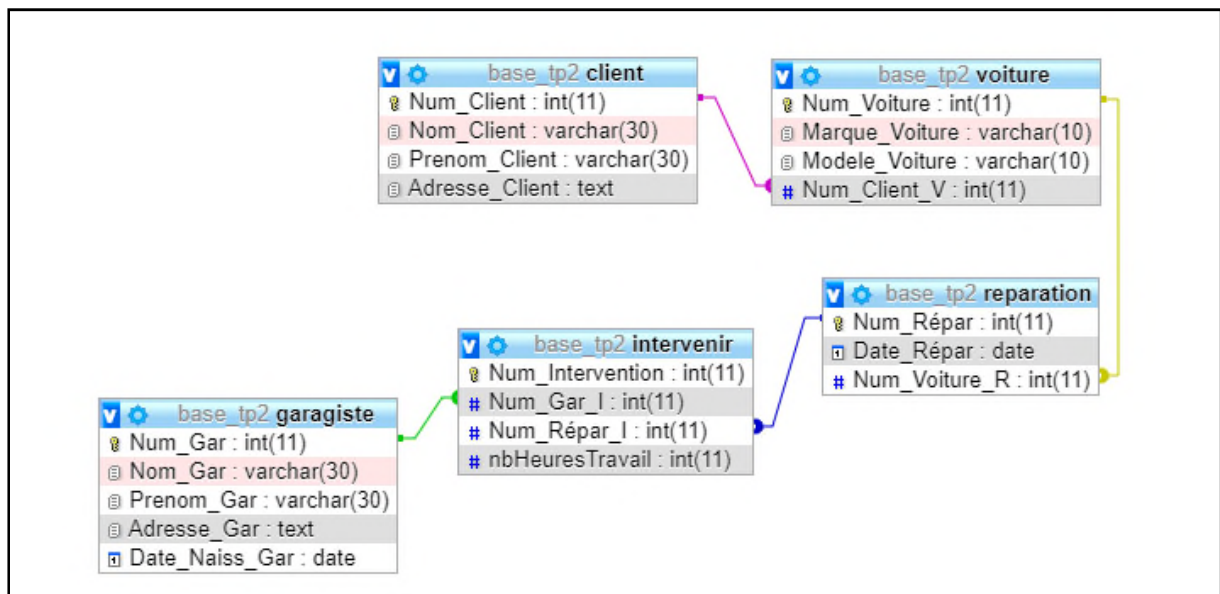 base_tp2 client
Num_Client : int(11)
Nom_Client : varchar(30)
Prenom_Client : varchar(30)
Adresse_Client : text
base_tp2 voiture
Num_Voiture : int(11)
Marque_Voiture : varchar(10)
Modele_Voiture : varchar(10)
# Num_Client_V : int(11)
base_tp2 reparation
Num_Répar : int(11)
Date_Répar : date
# Num_Voiture_R : int(11)
base_tp2 intervenir
Num_Intervention : int(11)
# Num_Gar_I : int(11)
# Num_Répar_I : int(11)
# nbHeuresTravail : int(11)
base_tp2 garagiste
Num_Gar : int(11)
Nom_Gar : varchar(30)
Prenom_Gar : varchar(30)
Adresse_Gar : text
Date_Naiss_Gar : date